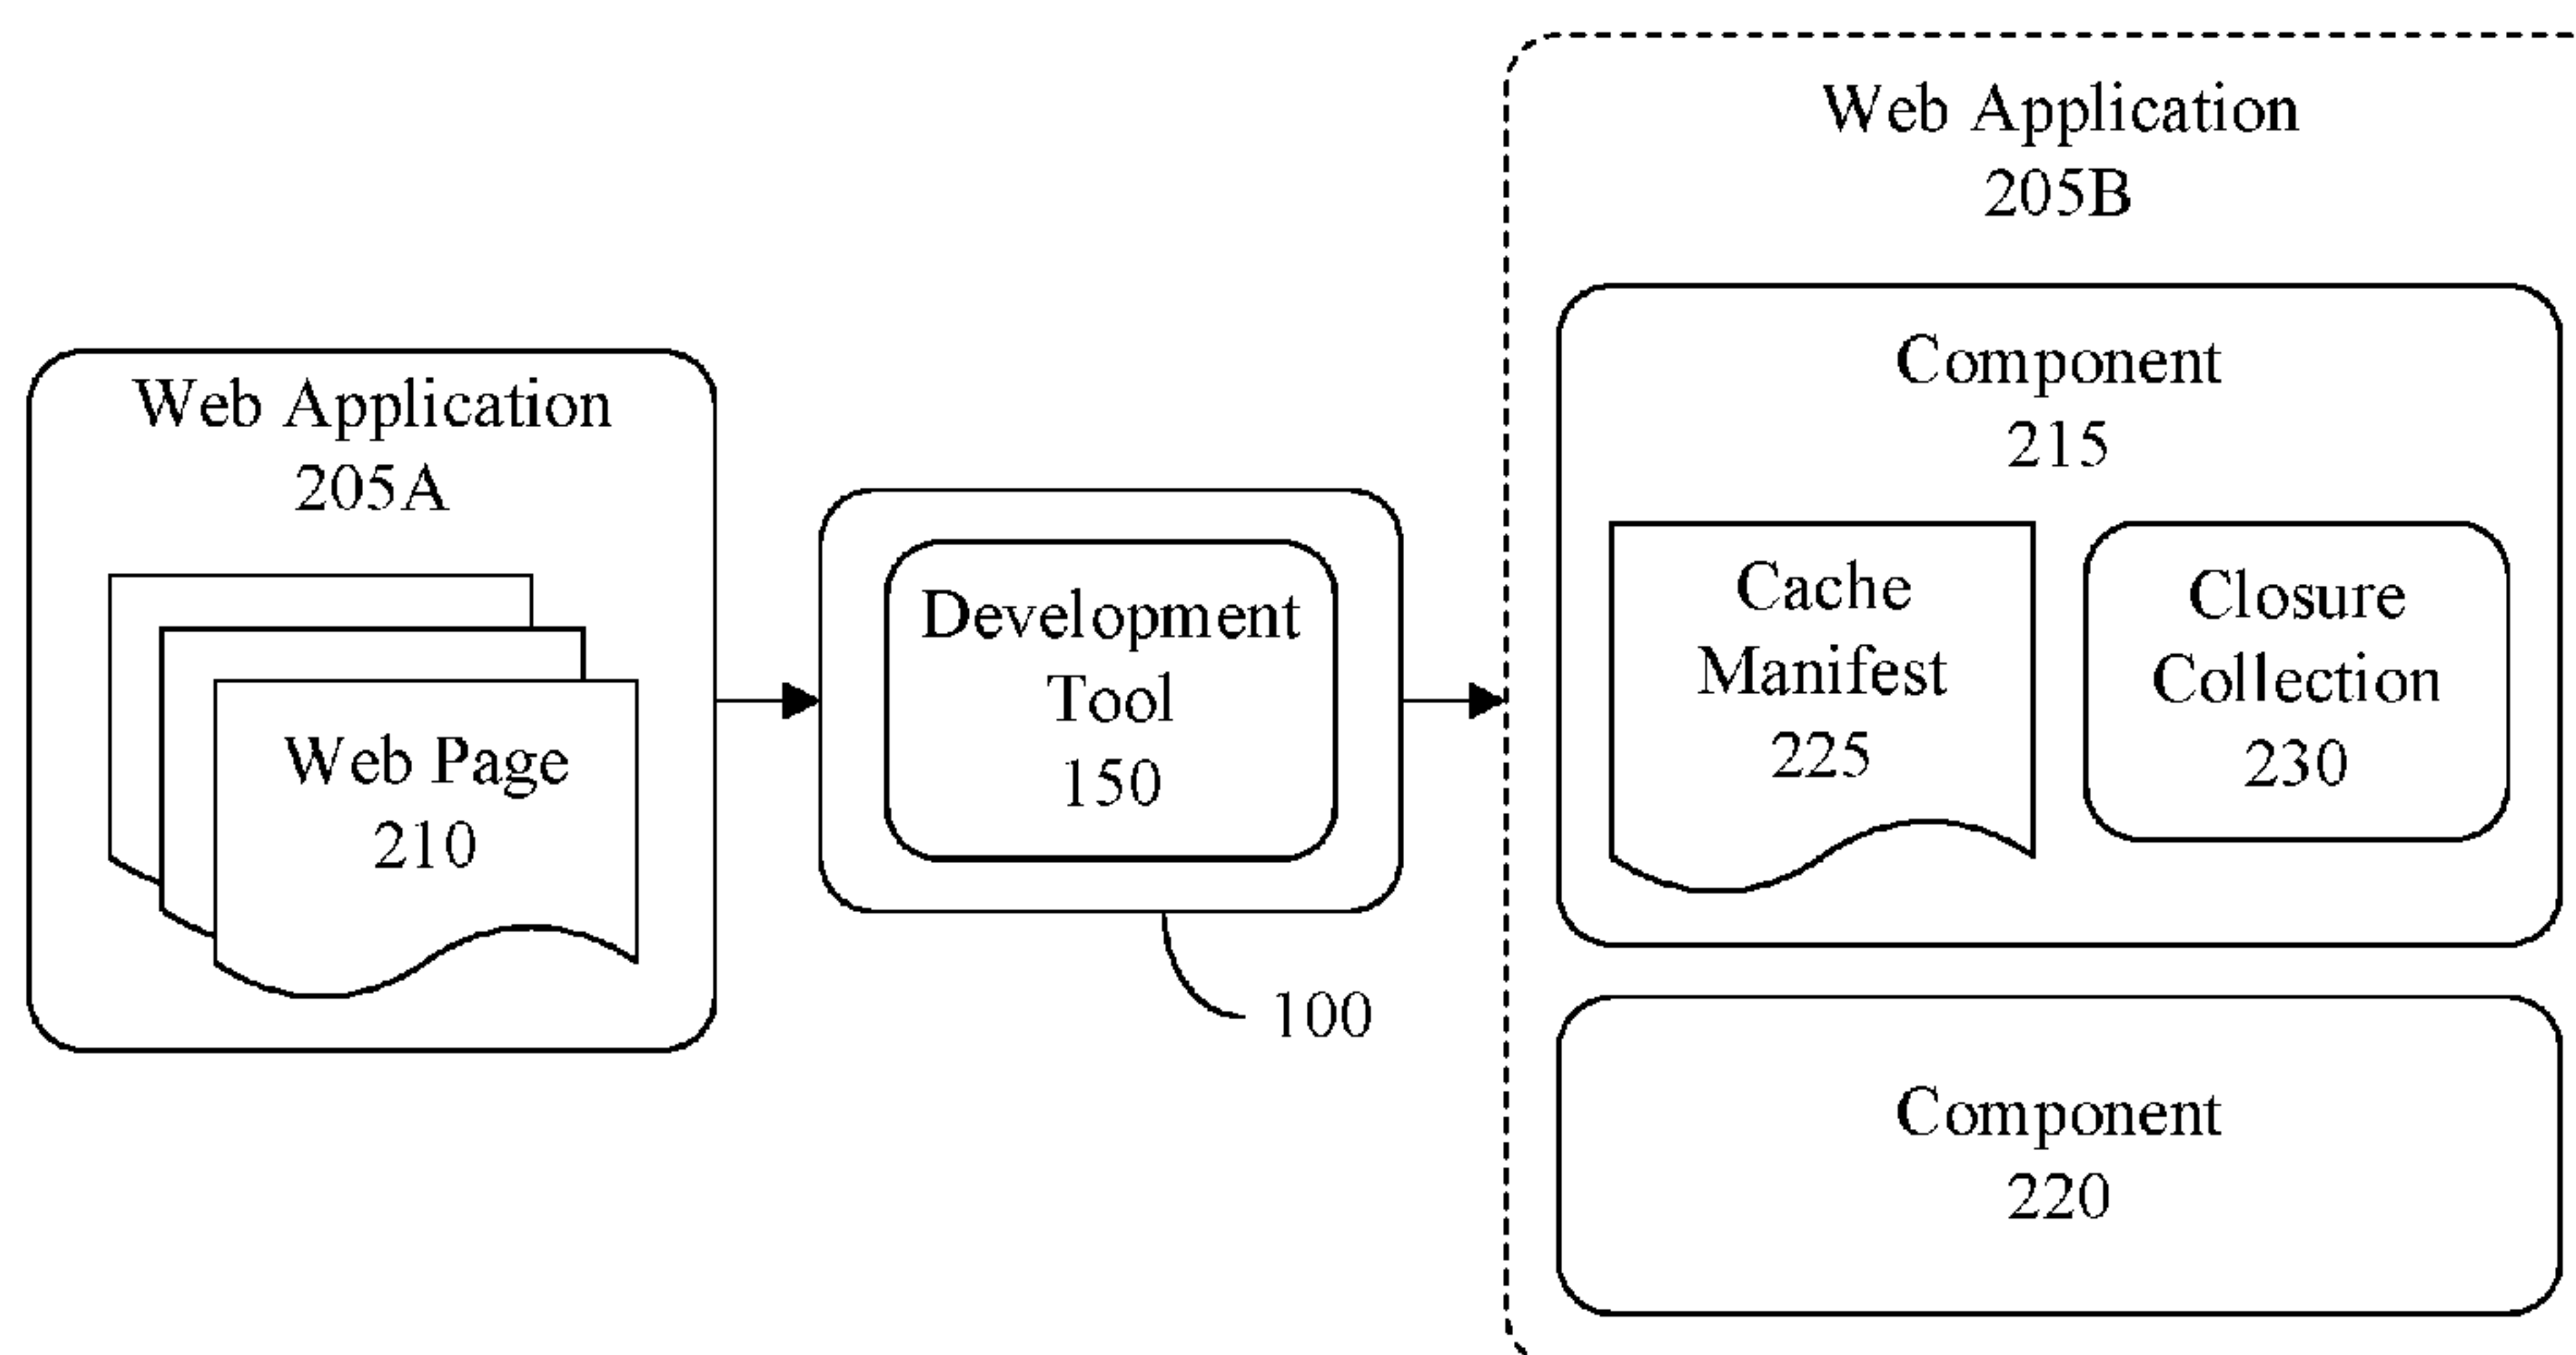 Web Application
205A
Web Page
210
Development
Tool
150
100
Web Application
205B
Component
215
Cache
Manifest
225
Closure
Collection
230
Component
220